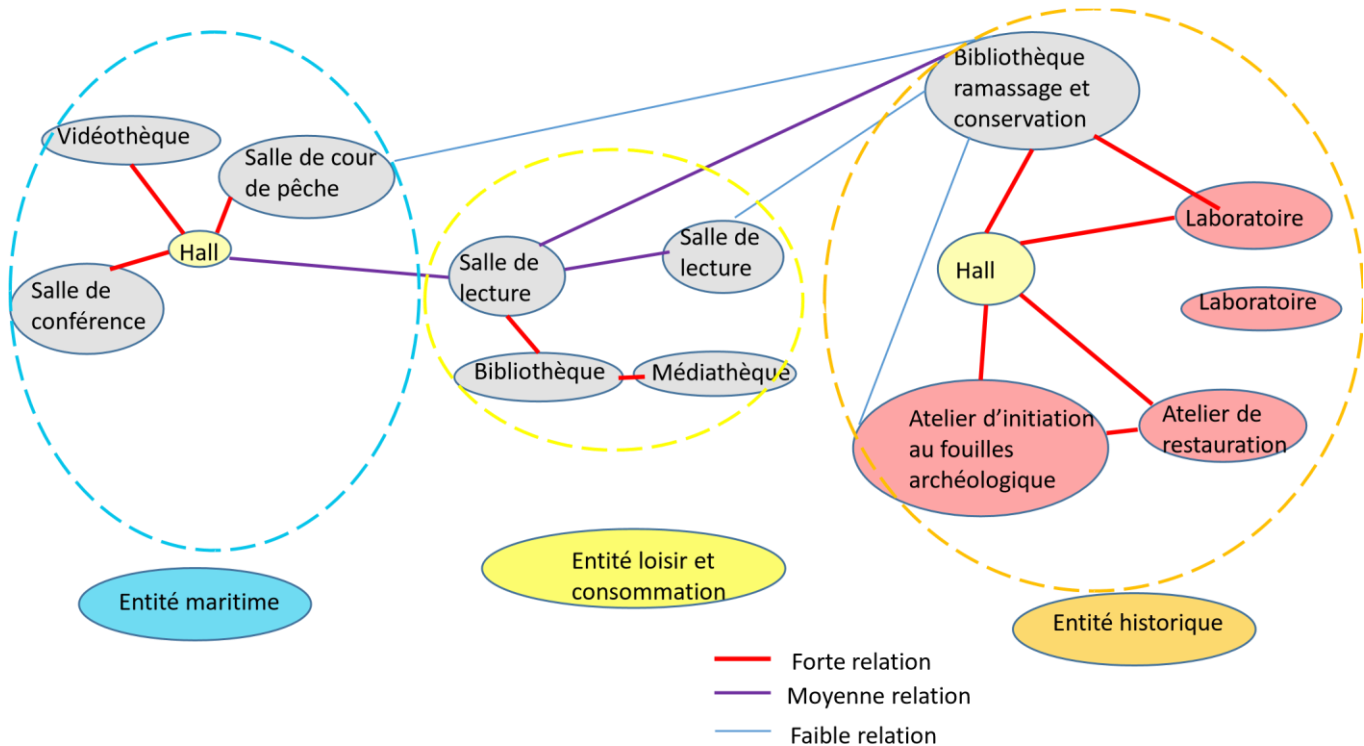 Vidéothèque
Salle de cour
de pêche
Hall
Salle de
conférence
Salle de
lecture
Salle de
lecture
Bibliothèque
Médiathèque
Bibliothèque
ramassage et
conservation
Laboratoire
Hall
Laboratoire
Atelier d’initiation
au fouilles
archéologique
Atelier de
restauration
Entité maritime
Entité loisir et
consommation
Entité historique
Forte relation
Moyenne relation
Faible relation